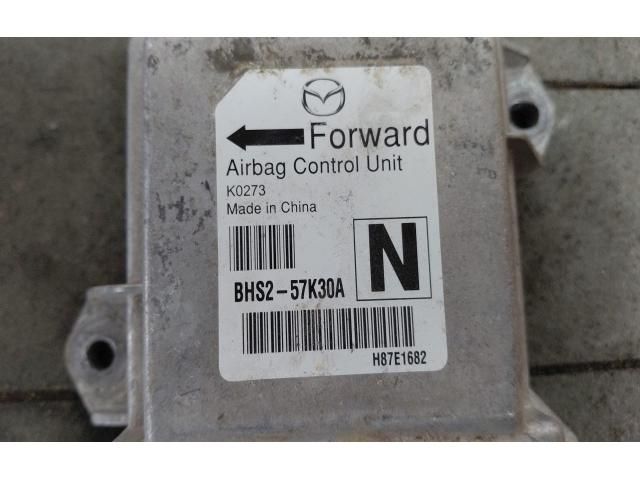 Forward
Airbag Control Unit
K0273
Made in China
BHS2-57K30A
N
H87E1682